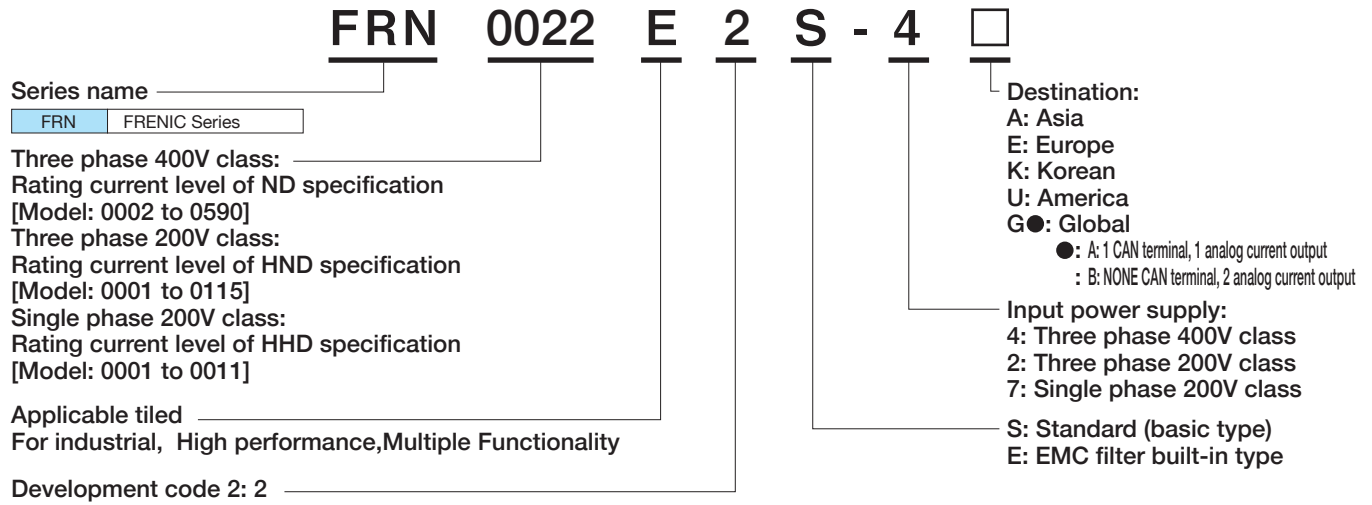 FRN 0022 E 2 S - 4 □
Series name
FRN FRENIC Series
Three phase 400V class:
Rating current level of ND specification
[Model: 0002 to 0590]
Three phase 200V class:
Rating current level of HND specification
[Model: 0001 to 0115]
Single phase 200V class:
Rating current level of HHD specification
[Model: 0001 to 0011]
Applicable tiled
For industrial, High performance,Multiple Functionality
Development code 2: 2
Destination:
A: Asia
E: Europe
K: Korean
U: America
G●: Global
●: A: 1 CAN terminal, 1 analog current output
: B: NONE CAN terminal, 2 analog current output
Input power supply:
4: Three phase 400V class
2: Three phase 200V class
7: Single phase 200V class
S: Standard (basic type)
E: EMC filter built-in type